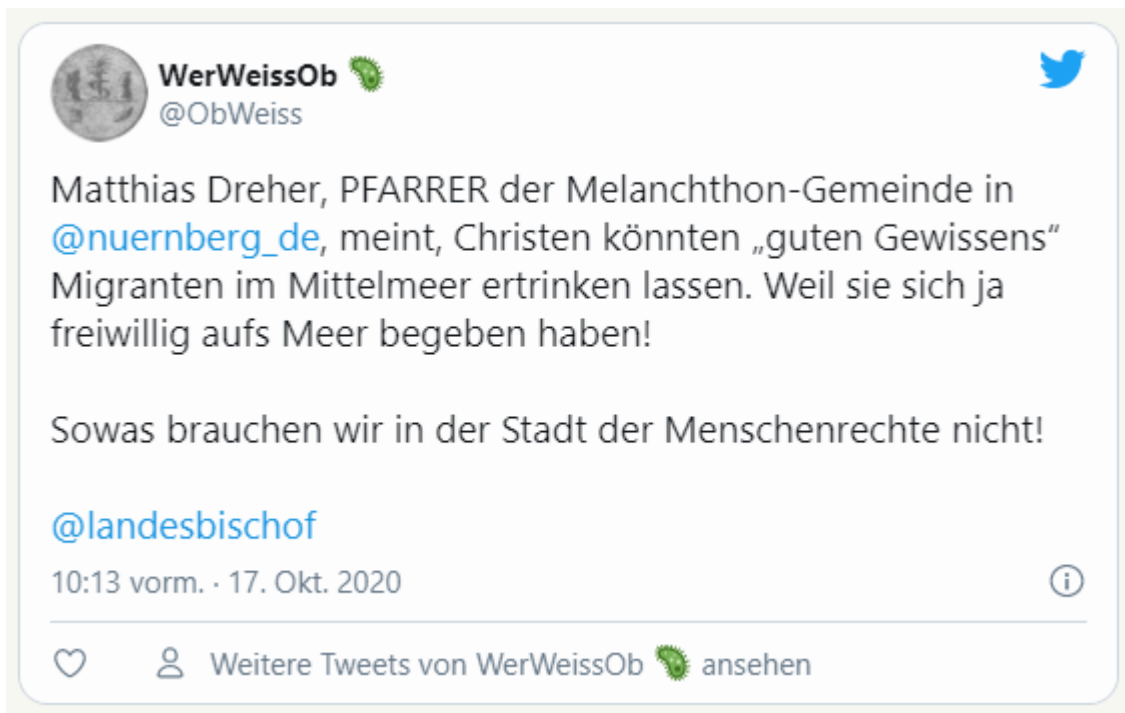 WerWeissOb 🦠
@ObWeiss
Matthias Dreher, PFARRER der Melanchthon-Gemeinde in
@nuernberg_de, meint, Christen könnten „guten Gewissens“
Migranten im Mittelmeer ertrinken lassen. Weil sie sich ja
freiwillig aufs Meer begeben haben!
Sowas brauchen wir in der Stadt der Menschenrechte nicht!
@landesbischof
10:13 vorm. · 17. Okt. 2020
Weitere Tweets von WerWeissOb 🦠 ansehen